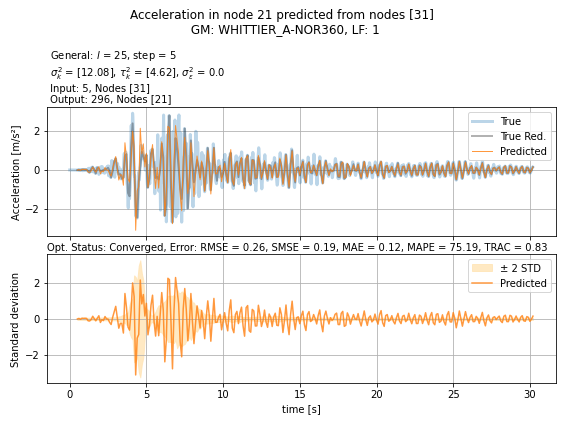 Acceleration in node 21 predicted from nodes [31]
GM: WHITTIER_A-NOR360, LF: 1
General: l = 25, step = 5
σ²ₖ = [12.08], τ²ₖ = [4.62], σ²ε = 0.0
Input: 5, Nodes [31]
Output: 296, Nodes [21]
Acceleration [m/s²]
2
0
−2
True
True Red.
Predicted
Opt. Status: Converged, Error: RMSE = 0.26, SMSE = 0.19, MAE = 0.12, MAPE = 75.19, TRAC = 0.83
Standard deviation
2
0
−2
± 2 STD
Predicted
0 5 10 15 20 25 30
time [s]